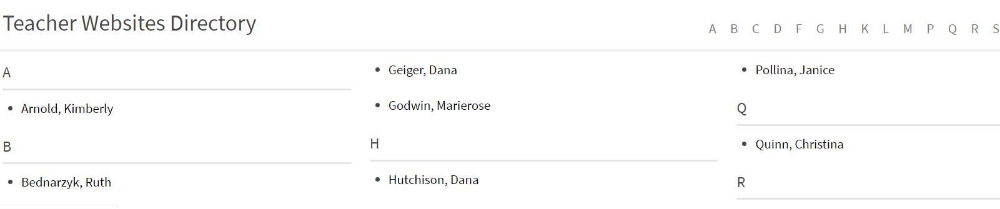 Teacher Websites Directory
A B C D F G H K L M P Q R S
A
Arnold, Kimberly
B
Bednarzyk, Ruth
Geiger, Dana
Godwin, Marierose
H
Hutchison, Dana
Pollina, Janice
Q
Quinn, Christina
R